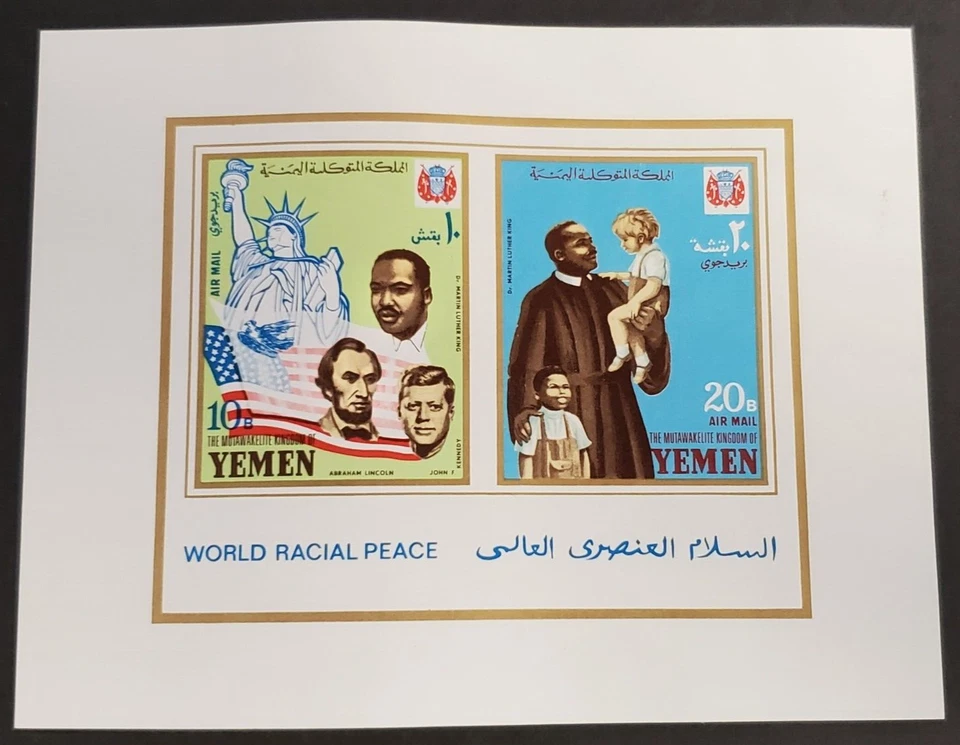 المملكة المتوكلية اليمنية
بريد جوي
AIR MAIL
١٠ بقش
Dr. MARTIN LUTHER KING
10B
THE MUTAWAKELITE KINGDOM OF
YEMEN
ABRAHAM LINCOLN
JOHN F. KENNEDY
المملكة المتوكلية اليمنية
٢٠ بقشة
بريد جوي
Dr. MARTIN LUTHER KING
20B
AIR MAIL
THE MUTAWAKELITE KINGDOM OF
YEMEN
WORLD RACIAL PEACE
السلام العنصرى العالمى